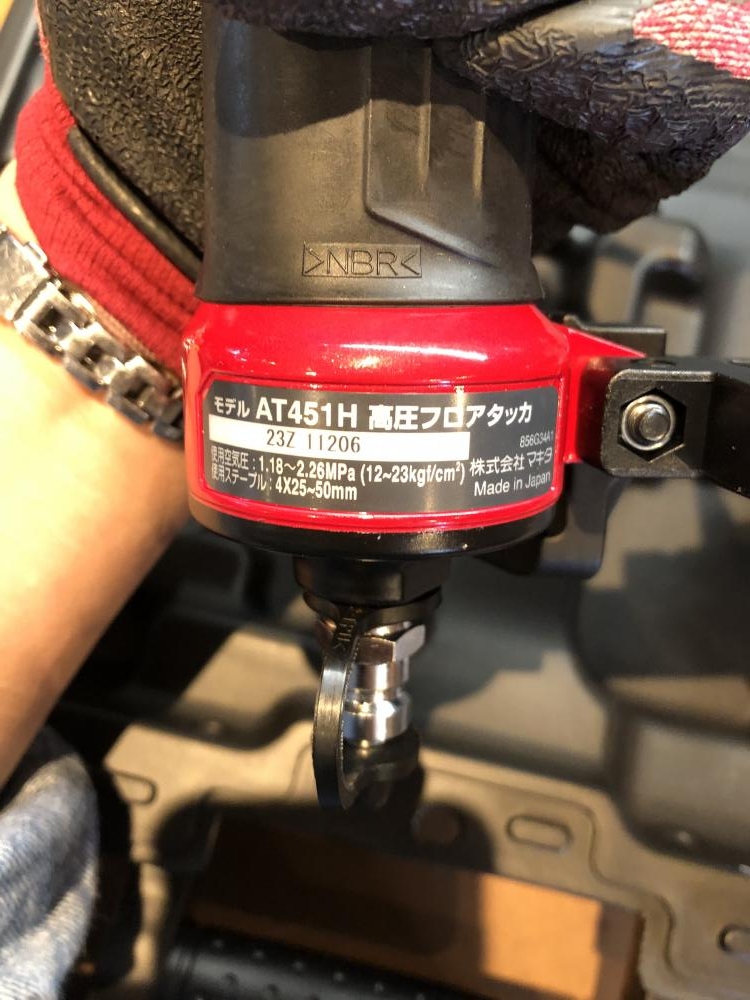 >NBR<
モデル AT451H 高圧フロアタッカ
23Z 11206
856G34A1
使用空気圧：1.18～2.26MPa (12~23kgf/cm²) 株式会社 マキタ
使用ステープル：4X25~50mm
Made in Japan